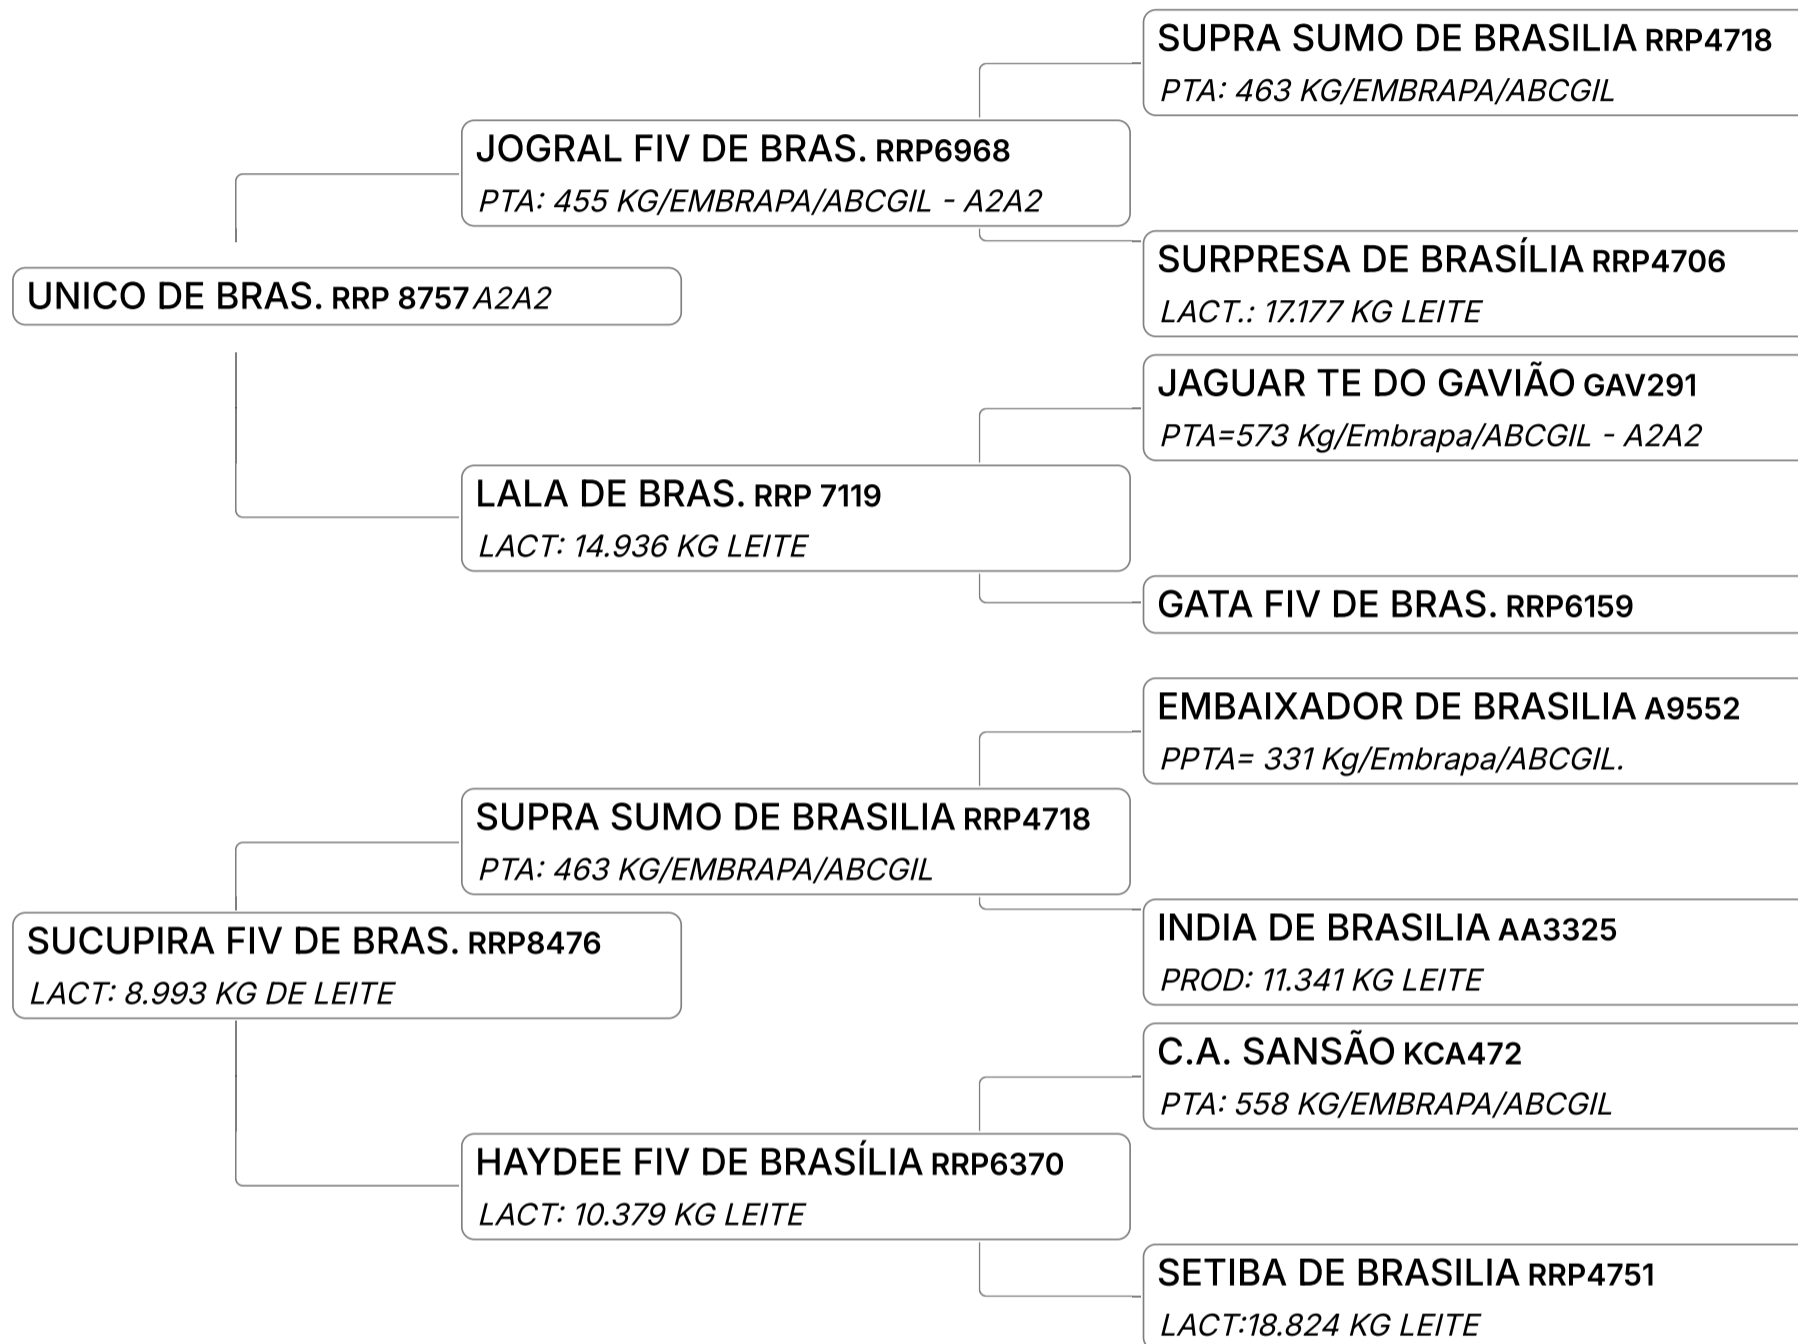 SUPRA SUMO DE BRASILIA RRP4718
PTA: 463 KG/EMBRAPA/ABCGIL
JOGRAL FIV DE BRAS. RRP6968
PTA: 455 KG/EMBRAPA/ABCGIL - A2A2
SURPRESA DE BRASÍLIA RRP4706
LACT.: 17.177 KG LEITE
UNICO DE BRAS. RRP 8757 A2A2
JAGUAR TE DO GAVIÃO GAV291
PTA=573 Kg/Embrapa/ABCGIL - A2A2
LALA DE BRAS. RRP 7119
LACT: 14.936 KG LEITE
GATA FIV DE BRAS. RRP6159
EMBAIXADOR DE BRASILIA A9552
PPTA= 331 Kg/Embrapa/ABCGIL.
SUPRA SUMO DE BRASILIA RRP4718
PTA: 463 KG/EMBRAPA/ABCGIL
INDIA DE BRASILIA AA3325
PROD: 11.341 KG LEITE
SUCUPIRA FIV DE BRAS. RRP8476
LACT: 8.993 KG DE LEITE
C.A. SANSÃO KCA472
PTA: 558 KG/EMBRAPA/ABCGIL
HAYDEE FIV DE BRASÍLIA RRP6370
LACT: 10.379 KG LEITE
SETIBA DE BRASILIA RRP4751
LACT:18.824 KG LEITE